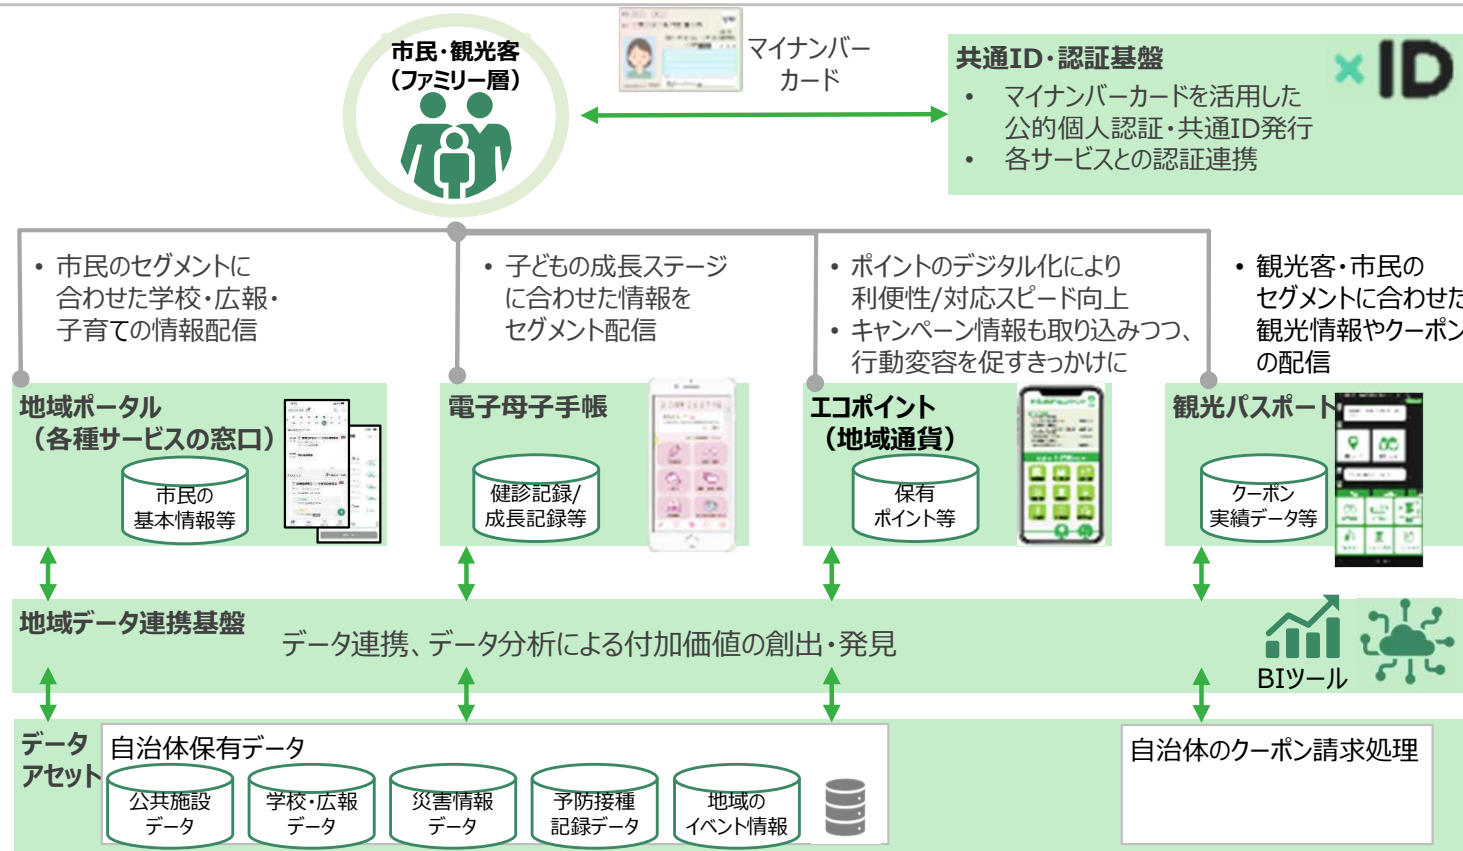 市民・観光客
（ファミリー層）
マイナンバー
カード
共通ID・認証基盤
xID
• マイナンバーカードを活用した
公的個人認証・共通ID発行
• 各サービスとの認証連携
• 市民のセグメントに
合わせた学校・広報・
子育ての情報配信
• 子どもの成長ステージ
に合わせた情報を
セグメント配信
• ポイントのデジタル化により
利便性/対応スピード向上
• キャンペーン情報も取り込みつつ、
行動変容を促すきっかけに
• 観光客・市民の
セグメントに合わせた
観光情報やクーポン
の配信
地域ポータル
（各種サービスの窓口）
市民の
基本情報等
電子母子手帳
健診記録/
成長記録等
エコポイント
（地域通貨）
保有
ポイント等
観光パスポート
クーポン
実績データ等
地域データ連携基盤
データ連携、データ分析による付加価値の創出・発見
BIツール
データ
アセット
自治体保有データ
公共施設
データ
学校・広報
データ
災害情報
データ
予防接種
記録データ
地域の
イベント情報
自治体のクーポン請求処理